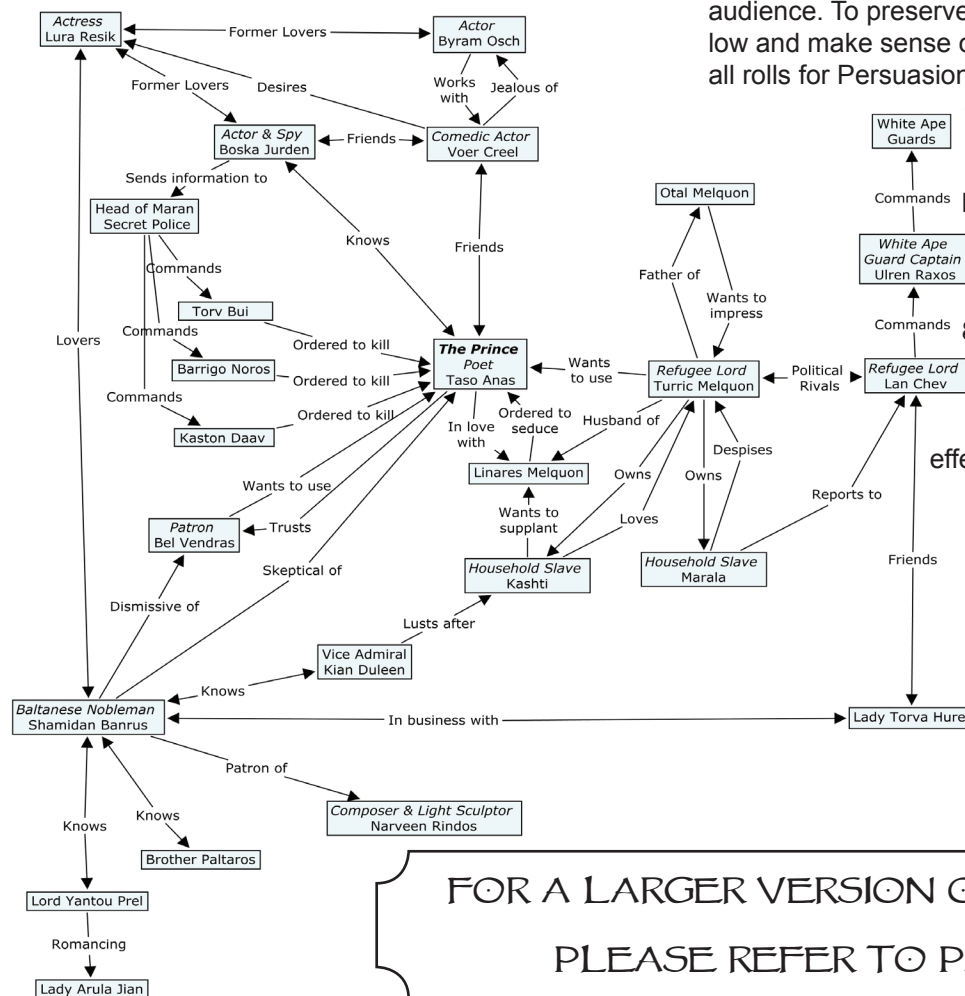 audience. To preserve
low and make sense
all rolls for Persuasion
Actress
Lura Resik
Former Lovers
Actor
Byram Osch
Former Lovers
Desires
Works
with
Jealous of
Actor & Spy
Boska Jurden
Friends
Comedic Actor
Voer Creel
White Ape
Guards
Sends information to
Head of Maran
Secret Police
Otal Melquon
Commands
Knows
Friends
White Ape
Guard Captain
Ulren Raxos
Commands
Father of
Wants to
impress
Torv Bui
Commands
Lovers
Commands
Ordered to kill
The Prince
Poet
Taso Anas
Barrigo Noros
Ordered to kill
Wants
to use
Refugee Lord
Turric Melquon
Political
Rivals
Refugee Lord
Lan Chev
Commands
Ordered to kill
Kaston Daav
In love
with
Ordered to
seduce
Husband of
Linares Melquon
Owns
Owns
Despises
effe
Wants to use
Reports to
Patron
Bel Vendras
Trusts
Wants to
supplant
Loves
Skeptical of
Household Slave
Kashti
Household Slave
Marala
Friends
Dismissive of
Lusts after
Vice Admiral
Kian Duleen
Knows
Baltanese Nobleman
Shamidan Banrus
In business with
Lady Torva Hure
Patron of
Composer & Light Sculptor
Narveen Rindos
Knows
Knows
Brother Paltaros
Lord Yantou Prel
Romancing
Lady Arula Jian
FOR A LARGER VERSION
PLEASE REFER TO